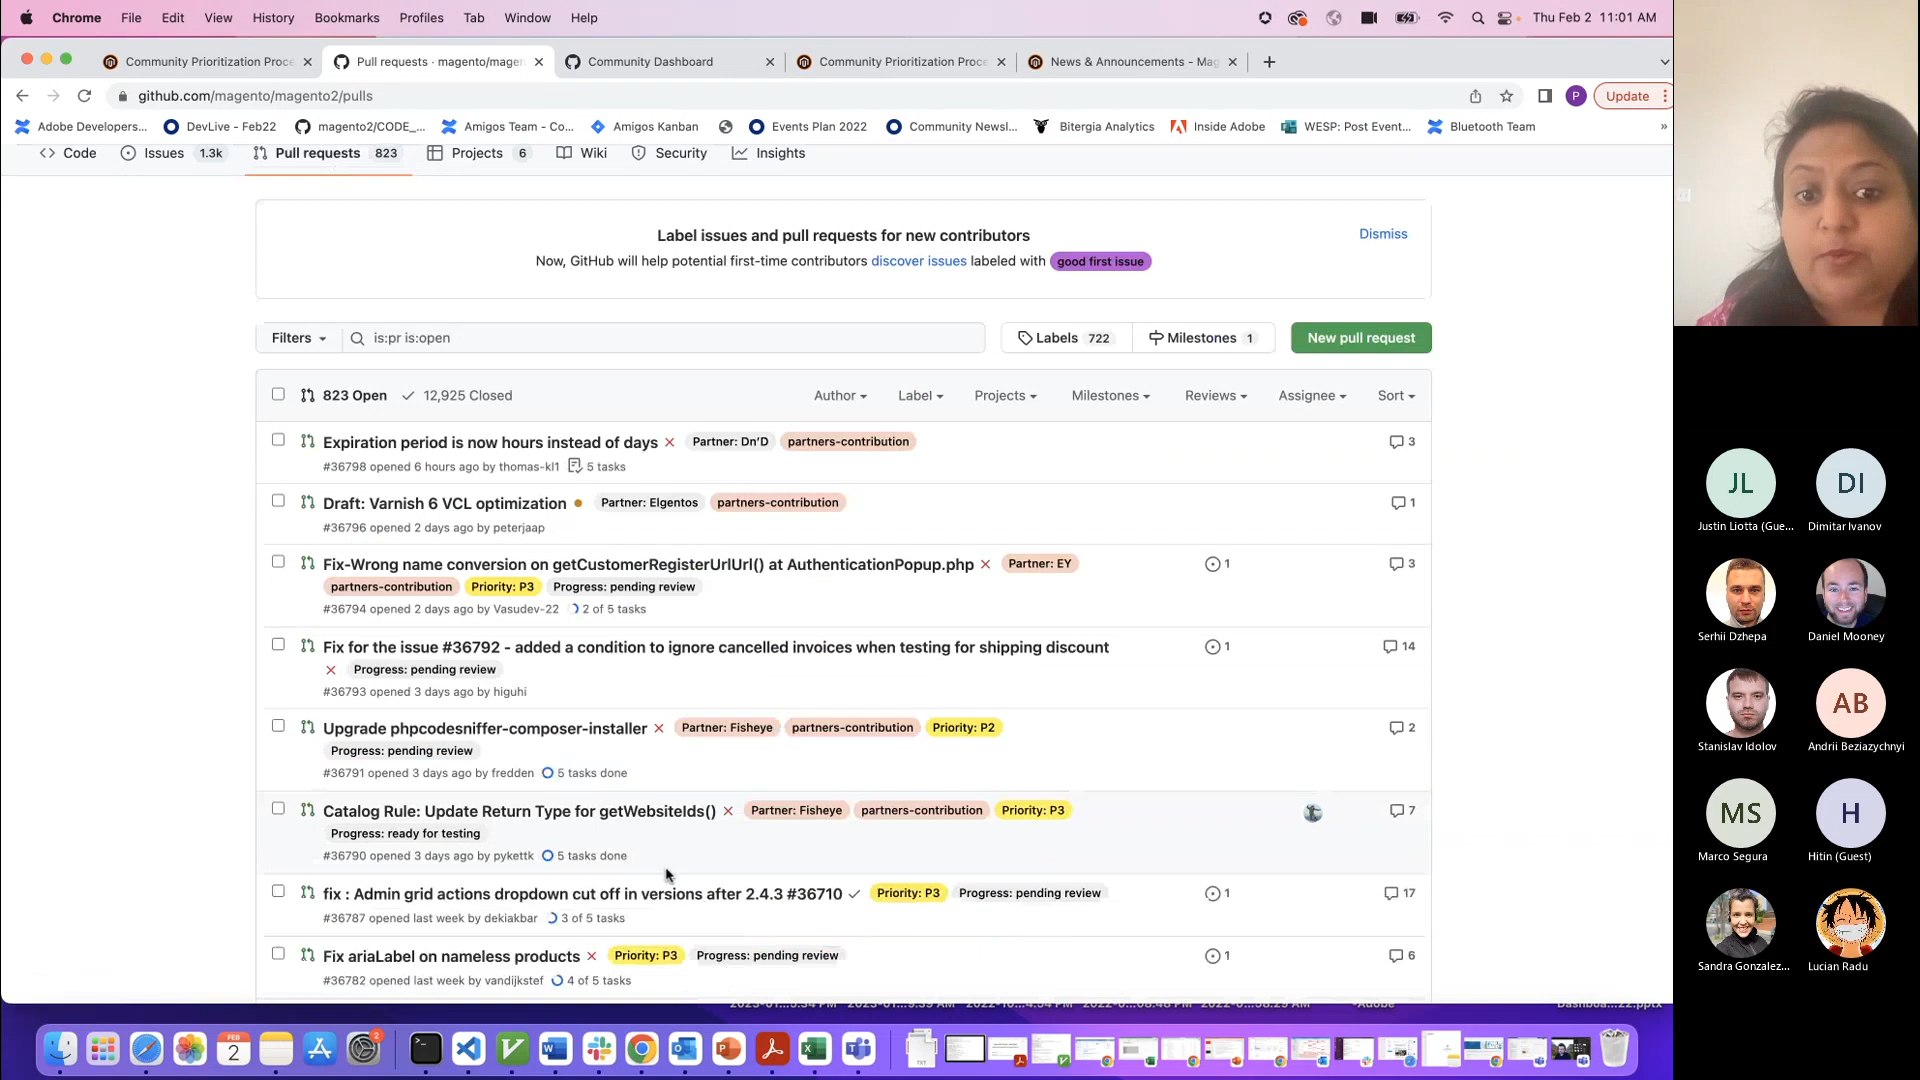 Chrome File Edit View History Bookmarks Profiles Tab Window Help Thu Feb 2 11:01 AM
Community Prioritization Proce Pull requests · magento/magen Community Dashboard Community Prioritization Proce News & Announcements - Mag
github.com/magento/magento2/pulls P Update
Adobe Developers... DevLive - Feb22 magento2/CODE_... Amigos Team - Co... Amigos Kanban Events Plan 2022 Community Newsl... Bitergia Analytics Inside Adobe WESP: Post Event... Bluetooth Team »
Code Issues 1.3k Pull requests 823 Projects 6 Wiki Security Insights
Label issues and pull requests for new contributors Dismiss
Now, GitHub will help potential first-time contributors discover issues labeled with good first issue
Filters is:pr is:open Labels 722 Milestones 1 New pull request
823 Open 12,925 Closed Author Label Projects Milestones Reviews Assignee Sort
Expiration period is now hours instead of days Partner: Dn'D partners-contribution 3
#36798 opened 6 hours ago by thomas-kl1 5 tasks
Draft: Varnish 6 VCL optimization Partner: Elgentos partners-contribution 1
#36796 opened 2 days ago by peterjaap
Fix-Wrong name conversion on getCustomerRegisterUrlUrl() at AuthenticationPopup.php Partner: EY 1 3
partners-contribution Priority: P3 Progress: pending review
#36794 opened 2 days ago by Vasudev-22 2 of 5 tasks
Fix for the issue #36792 - added a condition to ignore cancelled invoices when testing for shipping discount 1 14
Progress: pending review
#36793 opened 3 days ago by higuhi
Upgrade phpcodesniffer-composer-installer Partner: Fisheye partners-contribution Priority: P2 2
Progress: pending review
#36791 opened 3 days ago by fredden 5 tasks done
Catalog Rule: Update Return Type for getWebsiteIds() Partner: Fisheye partners-contribution Priority: P3 7
Progress: ready for testing
#36790 opened 3 days ago by pykettk 5 tasks done
fix : Admin grid actions dropdown cut off in versions after 2.4.3 #36710 Priority: P3 Progress: pending review 1 17
#36787 opened last week by dekiakbar 3 of 5 tasks
Fix ariaLabel on nameless products Priority: P3 Progress: pending review 1 6
#36782 opened last week by vandijkstef 4 of 5 tasks
FEB
2
2
JL DI
Justin Liotta (Gue... Dimitar Ivanov
Serhii Dzhepa Daniel Mooney
AB
Stanislav Idolov Andrii Beziazychnyi
MS H
Marco Segura Hitin (Guest)
Sandra Gonzalez... Lucian Radu